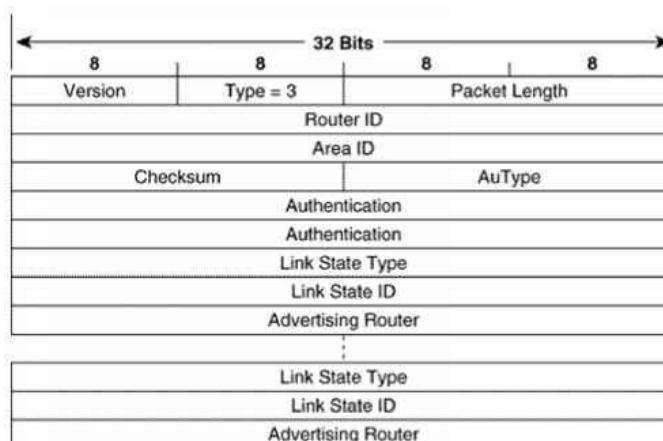 32 Bits
8 8 8 8
Version Type = 3 Packet Length
Router ID
Area ID
Checksum AuType
Authentication
Authentication
Link State Type
Link State ID
Advertising Router
Link State Type
Link State ID
Advertising Router